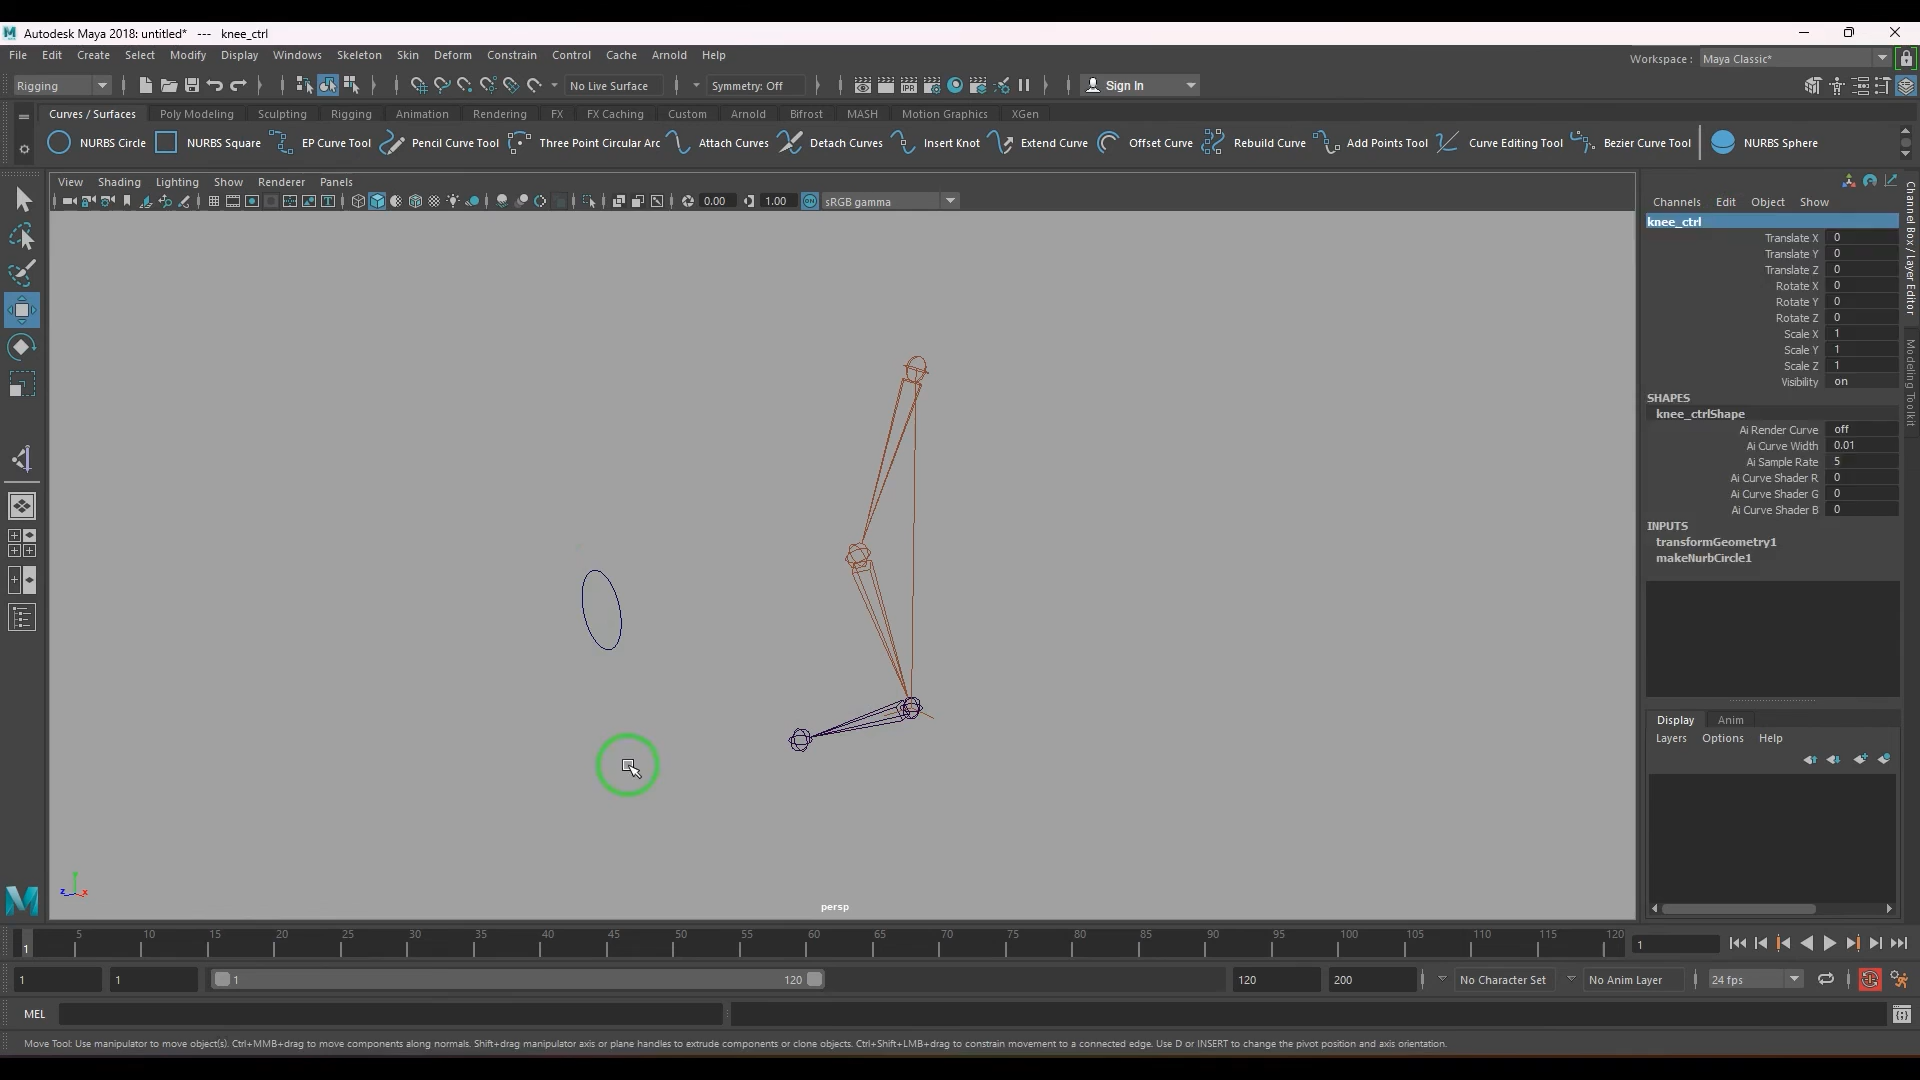 Autodesk Maya 2018: untitled* --- knee_ctrl
File Edit Create Select Modify Display Windows Skeleton Skin Deform Constrain Control Cache Arnold Help
Workspace : Maya Classic*
Rigging No Live Surface Symmetry: Off IPR Sign In
Curves / Surfaces Poly Modeling Sculpting Rigging Animation Rendering FX FX Caching Custom Arnold Bifrost MASH Motion Graphics XGen
NURBS Circle NURBS Square EP Curve Tool Pencil Curve Tool Three Point Circular Arc Attach Curves Detach Curves Insert Knot Extend Curve Offset Curve Rebuild Curve Add Points Tool Curve Editing Tool Bezier Curve Tool NURBS Sphere
View Shading Lighting Show Renderer Panels
0.00 1.00 ON sRGB gamma
Channels Edit Object Show
knee_ctrl
Translate X 0
Translate Y 0
Translate Z 0
Rotate X 0
Rotate Y 0
Rotate Z 0
Scale X 1
Scale Y 1
Scale Z 1
Visibility on
SHAPES
knee_ctrlShape
Ai Render Curve off
Ai Curve Width 0.01
Ai Sample Rate 5
Ai Curve Shader R 0
Ai Curve Shader G 0
Ai Curve Shader B 0
INPUTS
transformGeometry1
makeNurbCircle1
Channel Box / Layer Editor
Modeling Toolkit
Display Anim
Layers Options Help
z x
persp
1 5 10 15 20 25 30 35 40 45 50 55 60 65 70 75 80 85 90 95 100 105 110 115 120 1
1 1 1 120 120 200 No Character Set No Anim Layer 24 fps
MEL
Move Tool: Use manipulator to move object(s). Ctrl+MMB+drag to move components along normals. Shift+drag manipulator axis or plane handles to extrude components or clone objects. Ctrl+Shift+LMB+drag to constrain movement to a connected edge. Use D or INSERT to change the pivot position and axis orientation.